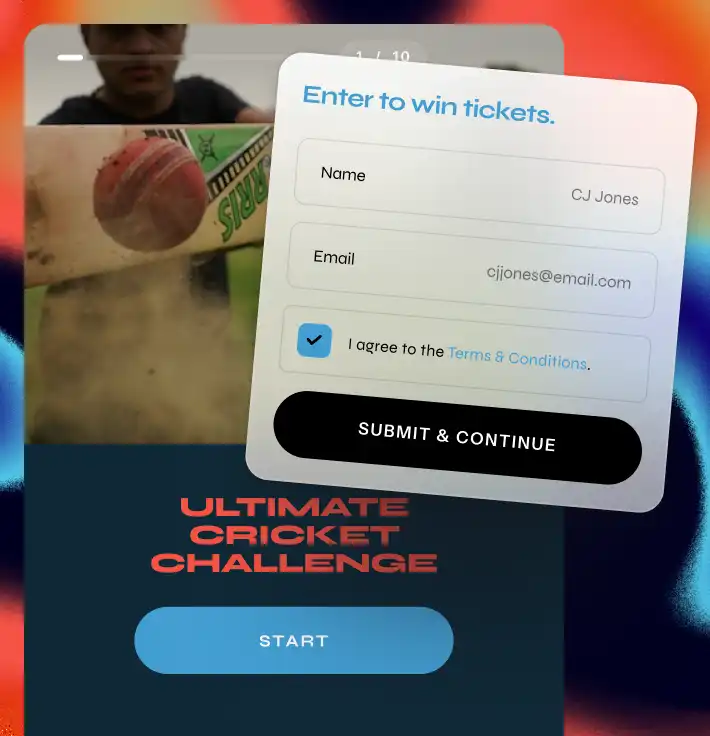 1 / 10
Enter to win tickets.
Name
CJ Jones
Email
cjjones@email.com
I agree to the Terms & Conditions.
SUBMIT & CONTINUE
ULTIMATE
CRICKET
CHALLENGE
START